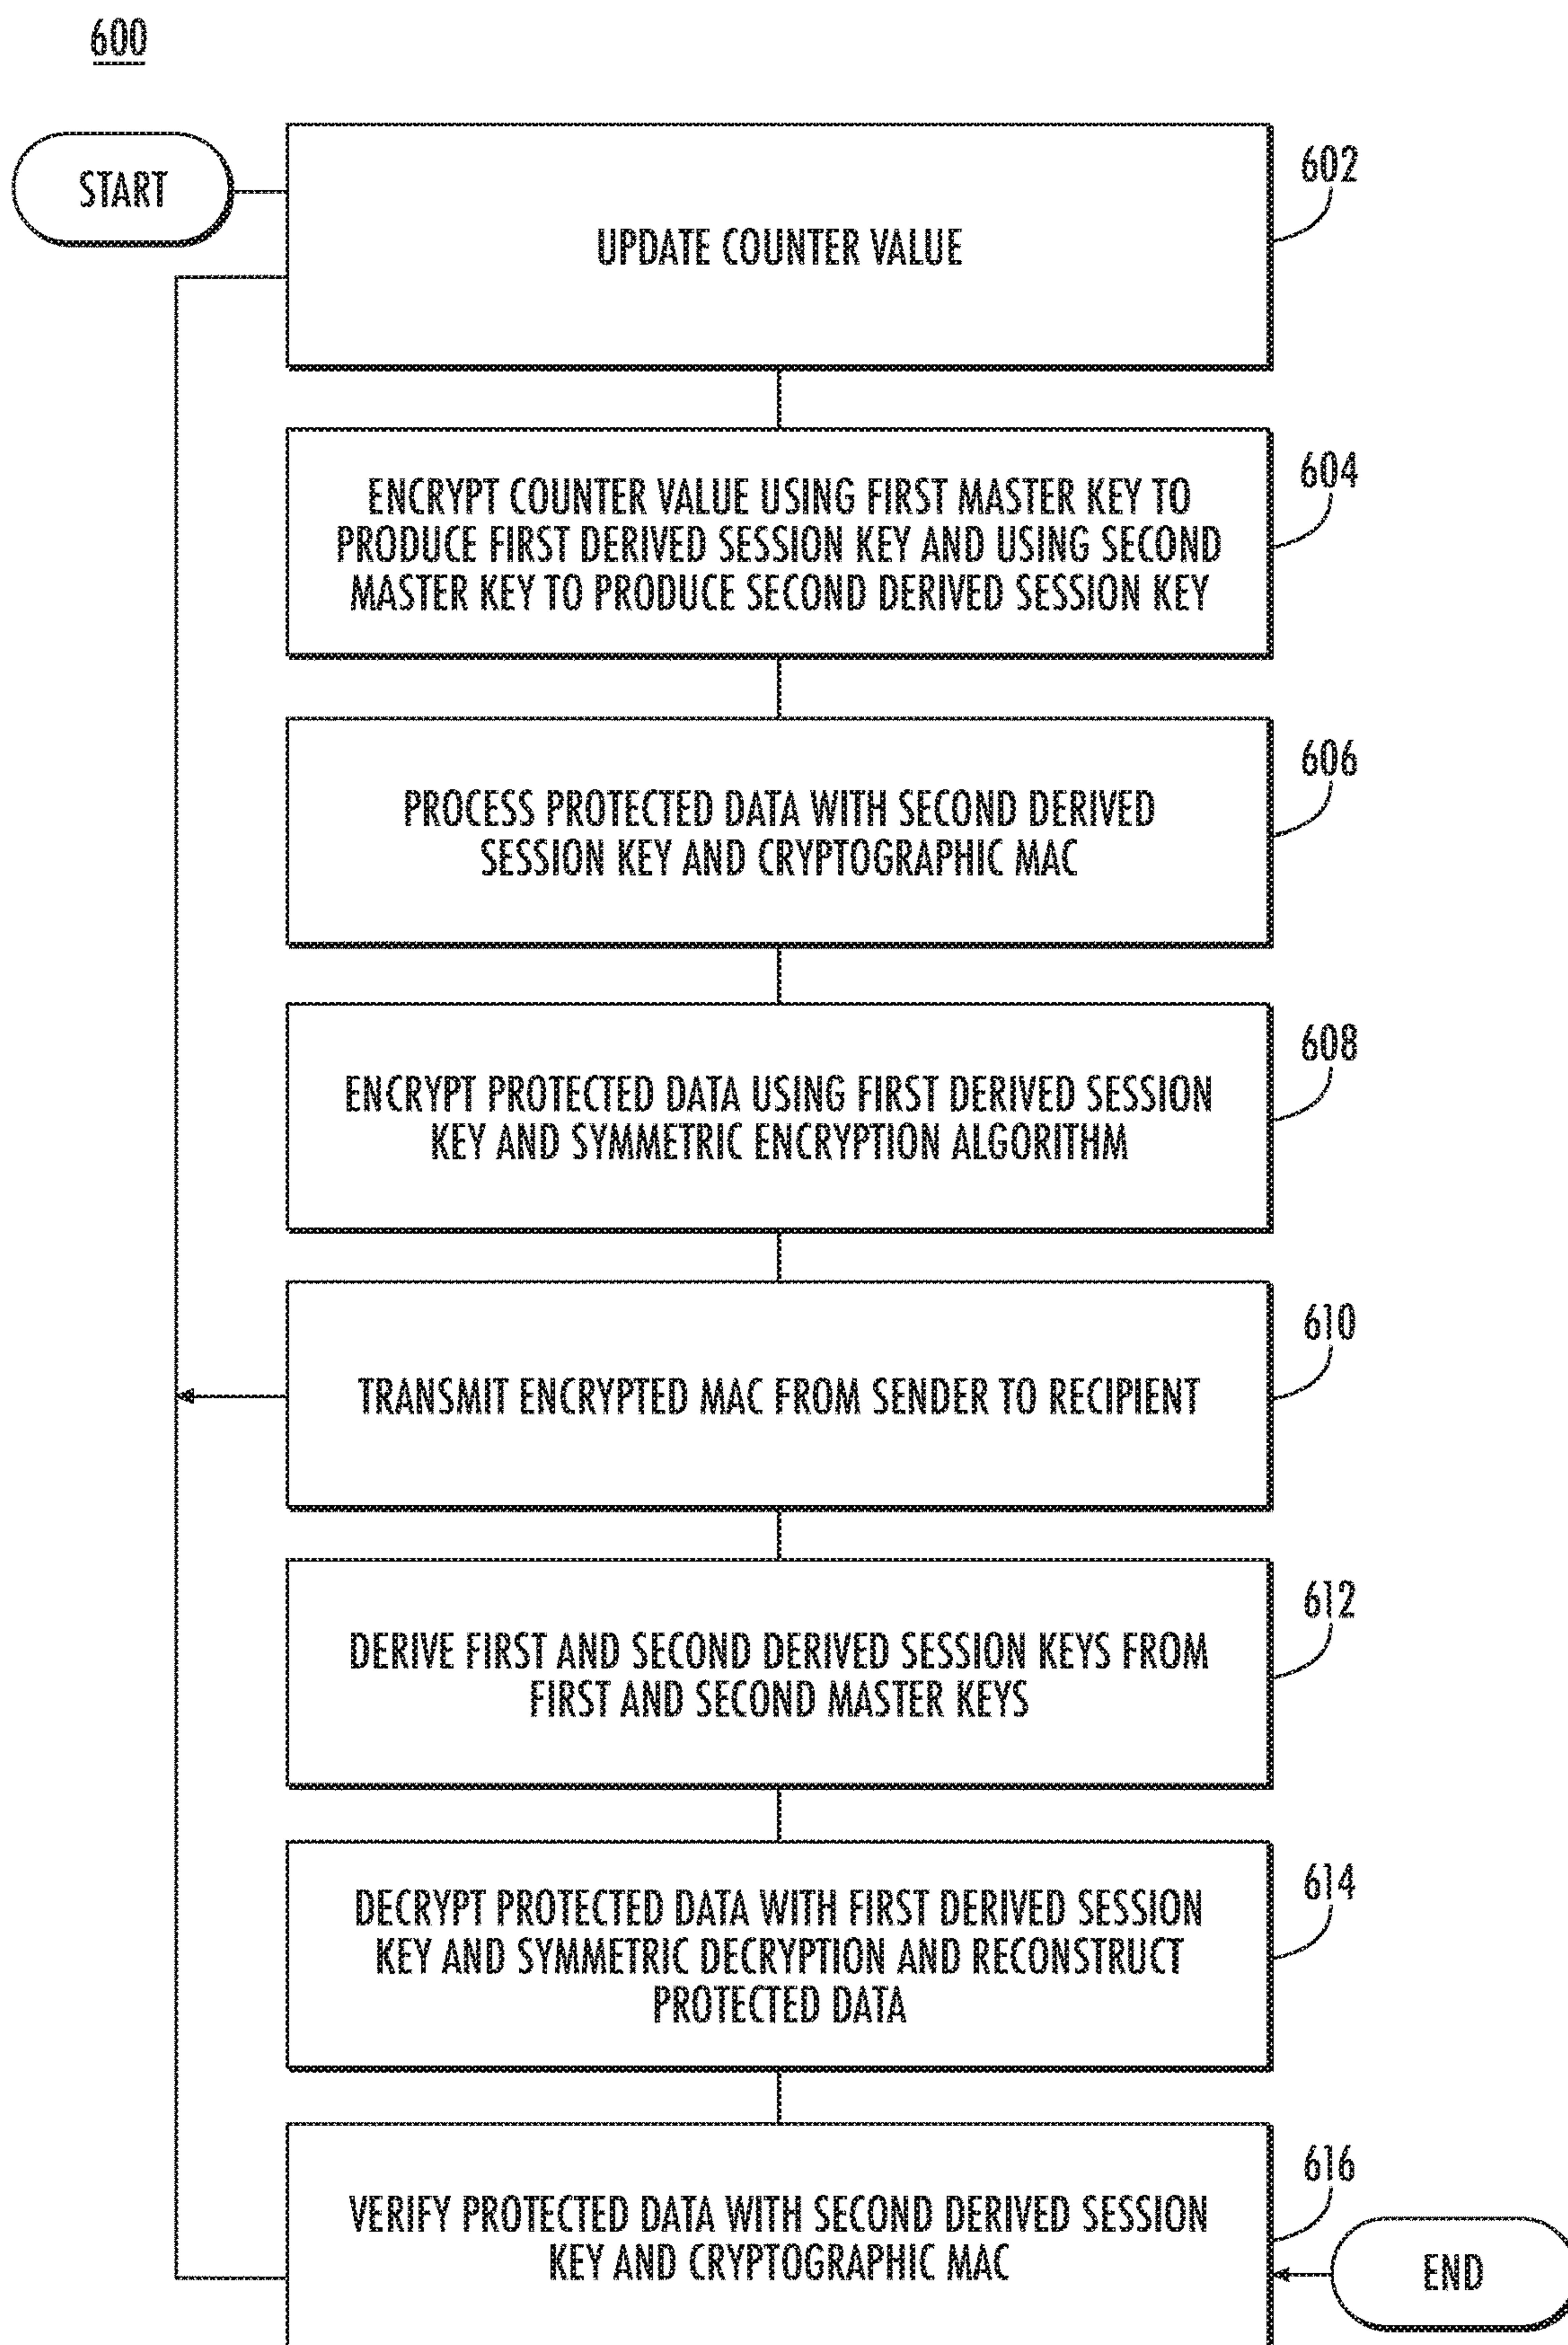 600
START
602
UPDATE COUNTER VALUE
604
ENCRYPT COUNTER VALUE USING FIRST MASTER KEY TO
PRODUCE FIRST DERIVED SESSION KEY AND USING SECOND
MASTER KEY TO PRODUCE SECOND DERIVED SESSION KEY
606
PROCESS PROTECTED DATA WITH SECOND DERIVED
SESSION KEY AND CRYPTOGRAPHIC MAC
608
ENCRYPT PROTECTED DATA USING FIRST DERIVED SESSION
KEY AND SYMMETRIC ENCRYPTION ALGORITHM
610
TRANSMIT ENCRYPTED MAC FROM SENDER TO RECIPIENT
612
DERIVE FIRST AND SECOND DERIVED SESSION KEYS FROM
FIRST AND SECOND MASTER KEYS
614
DECRYPT PROTECTED DATA WITH FIRST DERIVED SESSION
KEY AND SYMMETRIC DECRYPTION AND RECONSTRUCT
PROTECTED DATA
616
VERIFY PROTECTED DATA WITH SECOND DERIVED SESSION
KEY AND CRYPTOGRAPHIC MAC
END